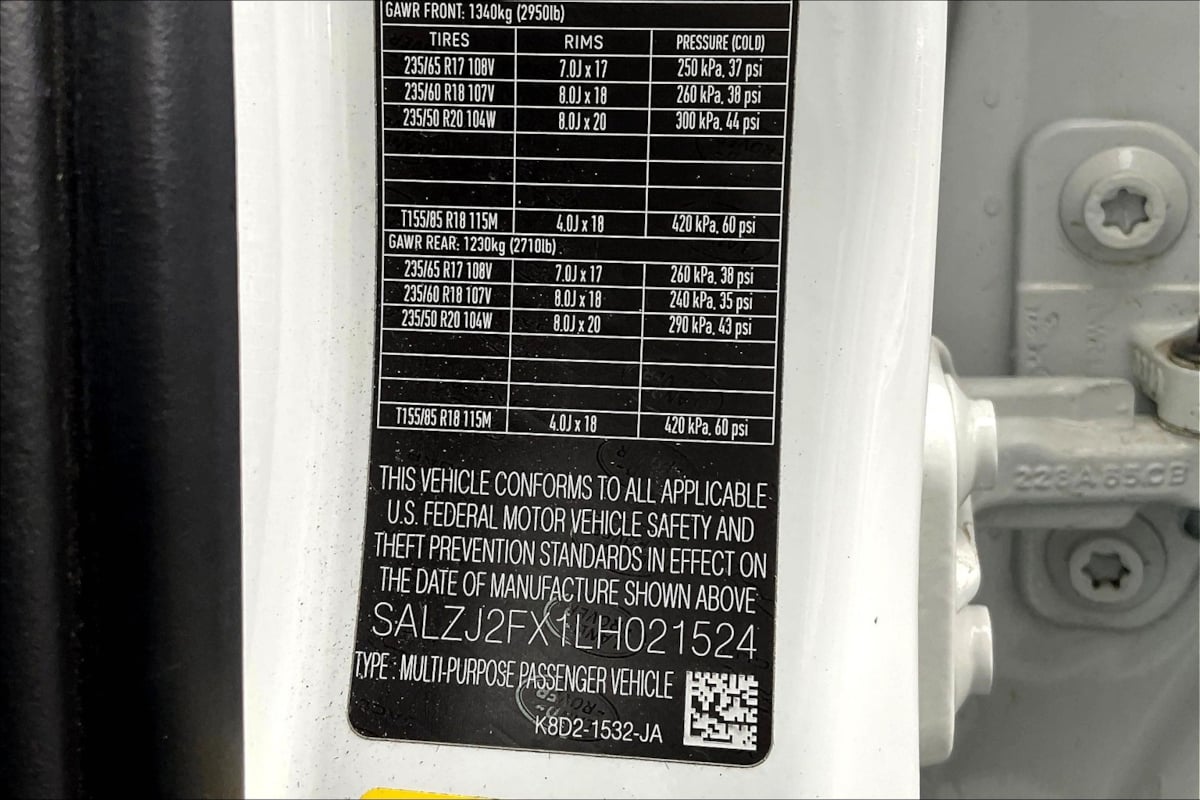 GAWR FRONT: 1340kg (2950lb)
TIRES RIMS PRESSURE (COLD)
235/65 R17 108V 7.0J x 17 250 kPa, 37 psi
235/60 R18 107V 8.0J x 18 260 kPa, 38 psi
235/50 R20 104W 8.0J x 20 300 kPa, 44 psi
T155/85 R18 115M 4.0J x 18 420 kPa, 60 psi
GAWR REAR: 1230kg (2710lb)
235/65 R17 108V 7.0J x 17 260 kPa, 38 psi
235/60 R18 107V 8.0J x 18 240 kPa, 35 psi
235/50 R20 104W 8.0J x 20 290 kPa, 43 psi
T155/85 R18 115M 4.0J x 18 420 kPa, 60 psi
THIS VEHICLE CONFORMS TO ALL APPLICABLE
U.S. FEDERAL MOTOR VEHICLE SAFETY AND
THEFT PREVENTION STANDARDS IN EFFECT ON
THE DATE OF MANUFACTURE SHOWN ABOVE
SALZJ2FX1LH021524
TYPE : MULTI-PURPOSE PASSENGER VEHICLE
K8D2-1532-JA